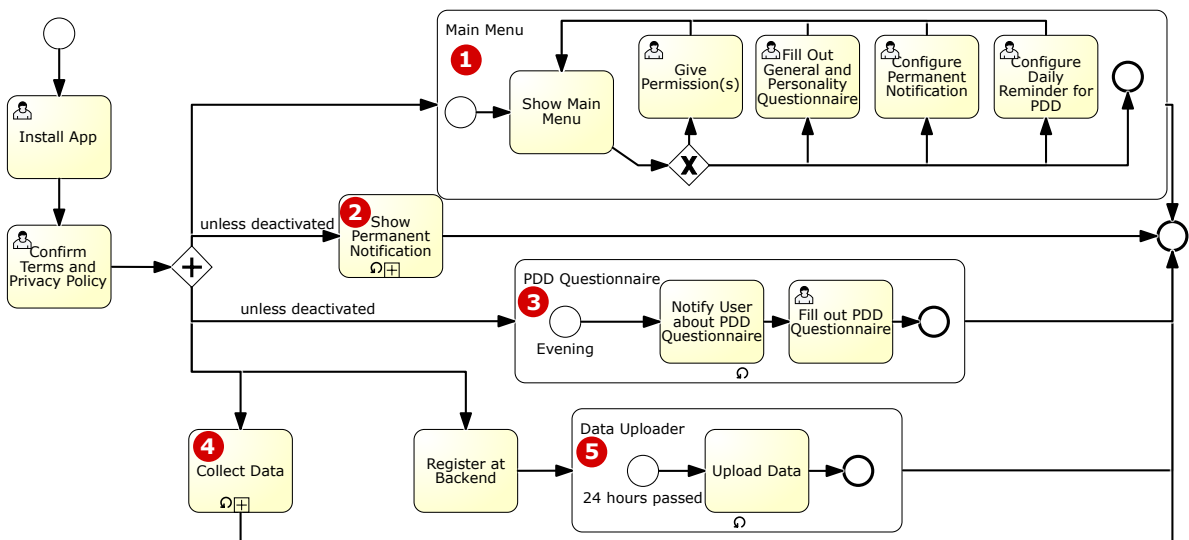 Main Menu
1
Install App
Show Main
Menu
Give
Permission(s)
Fill Out
General and
Personality
Questionnaire
Configure
Permanent
Notification
Configure
Daily
Reminder for
PDD
X
Confirm
Terms and
Privacy Policy
unless deactivated
2
Show
Permanent
Notification
unless deactivated
PDD Questionnaire
3
Evening
Notify User
about PDD
Questionnaire
Fill out PDD
Questionnaire
4
Collect Data
Register at
Backend
Data Uploader
5
24 hours passed
Upload Data